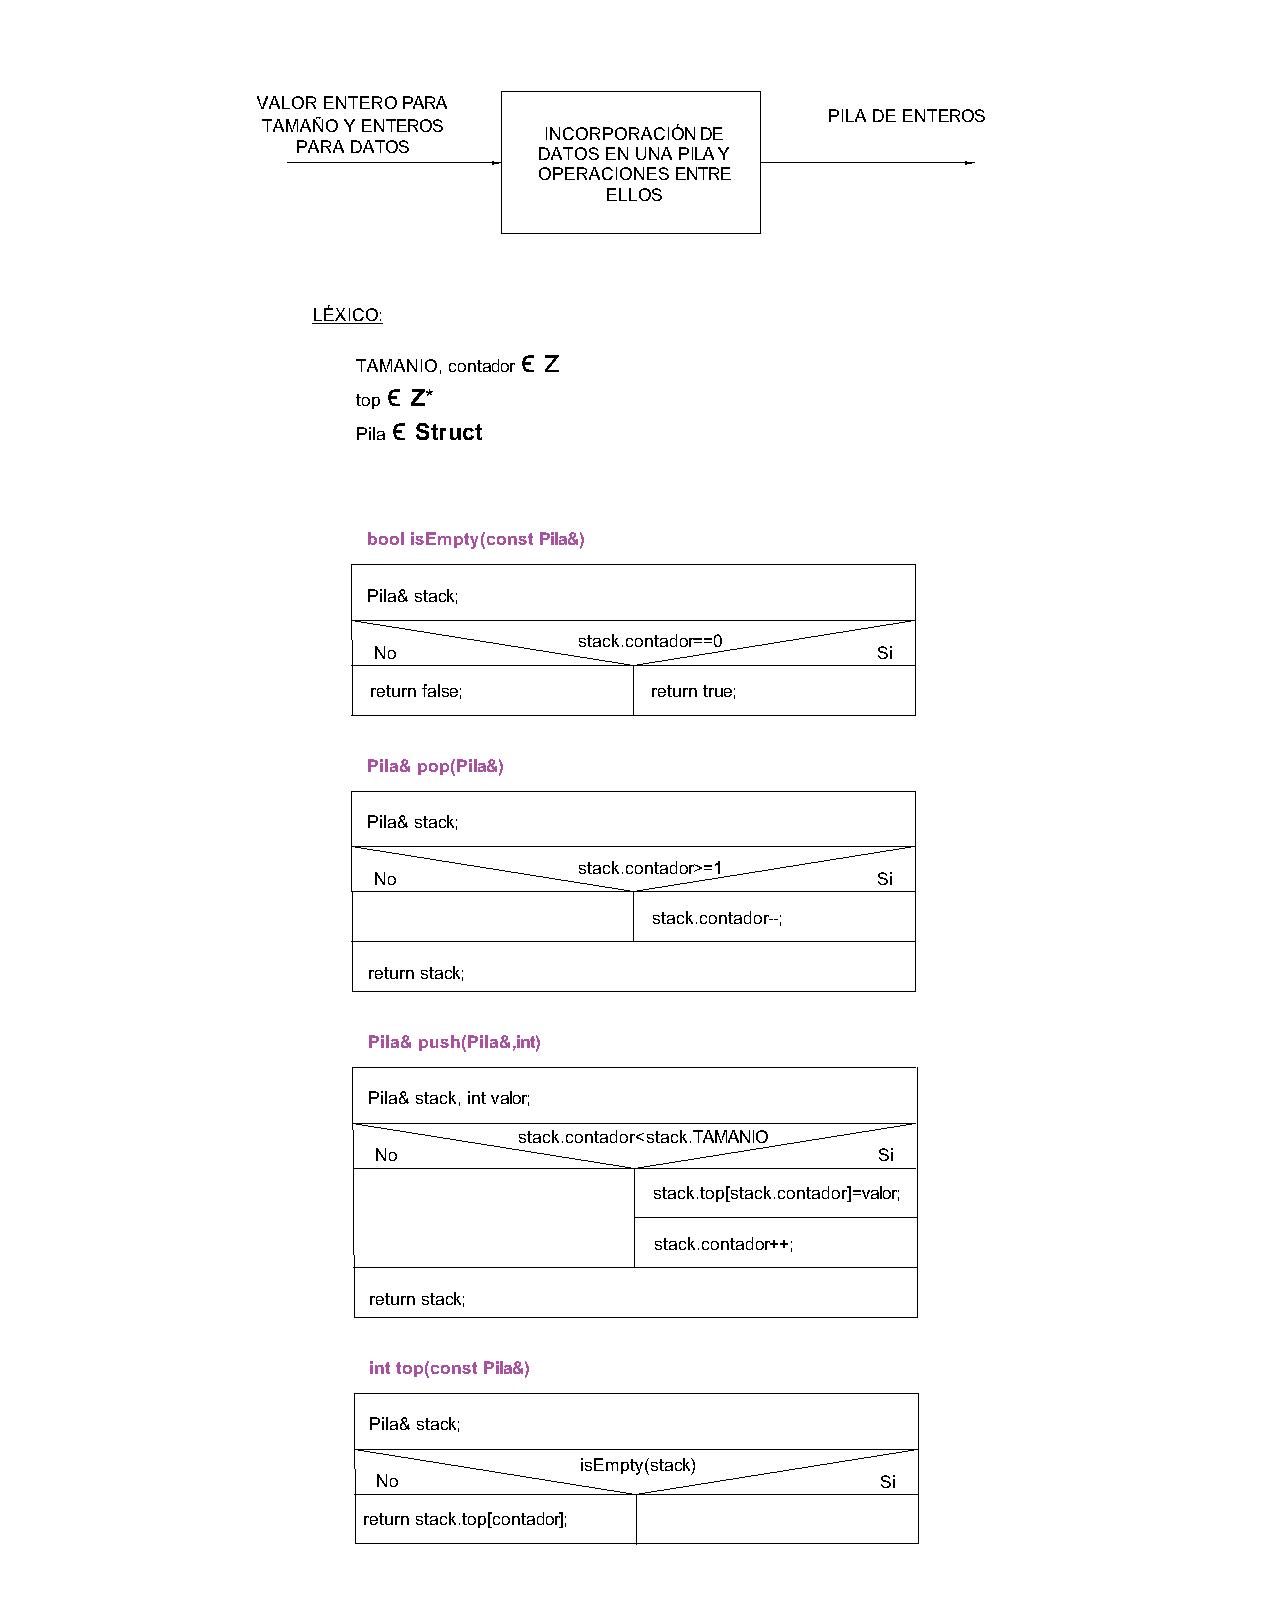 VALOR ENTERO PARA
TAMAÑO Y ENTEROS
PARA DATOS
INCORPORACIÓN DE
DATOS EN UNA PILA Y
OPERACIONES ENTRE
ELLOS
PILA DE ENTEROS
LÉXICO:
TAMANIO, contador Є Z
top Є Z*
Pila Є Struct
bool isEmpty(const Pila&)
Pila& stack;
stack.contador==0
No
Si
return false;
return true;
Pila& pop(Pila&)
Pila& stack;
stack.contador>=1
No
Si
stack.contador--;
return stack;
Pila& push(Pila&,int)
Pila& stack, int valor;
stack.contador<stack.TAMANIO
No
Si
stack.top[stack.contador]=valor;
stack.contador++;
return stack;
int top(const Pila&)
Pila& stack;
isEmpty(stack)
No
Si
return stack.top[contador];